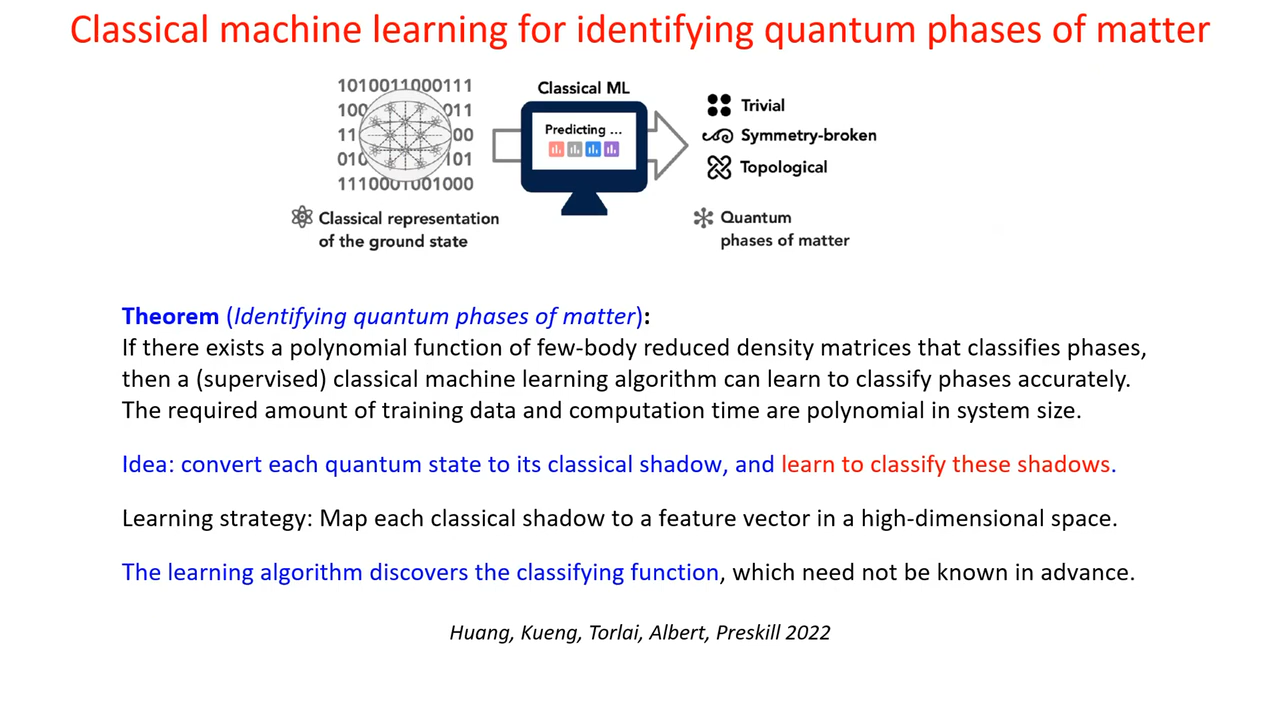 Classical machine learning for identifying quantum phases of matter
1010011000111
100 011
11 00
010 101
1110001001000
Classical ML
Predicting ...
Trivial
Symmetry-broken
Topological
Classical representation
of the ground state
Quantum
phases of matter
Theorem (Identifying quantum phases of matter):
If there exists a polynomial function of few-body reduced density matrices that classifies phases,
then a (supervised) classical machine learning algorithm can learn to classify phases accurately.
The required amount of training data and computation time are polynomial in system size.
Idea: convert each quantum state to its classical shadow, and learn to classify these shadows.
Learning strategy: Map each classical shadow to a feature vector in a high-dimensional space.
The learning algorithm discovers the classifying function, which need not be known in advance.
Huang, Kueng, Torlai, Albert, Preskill 2022